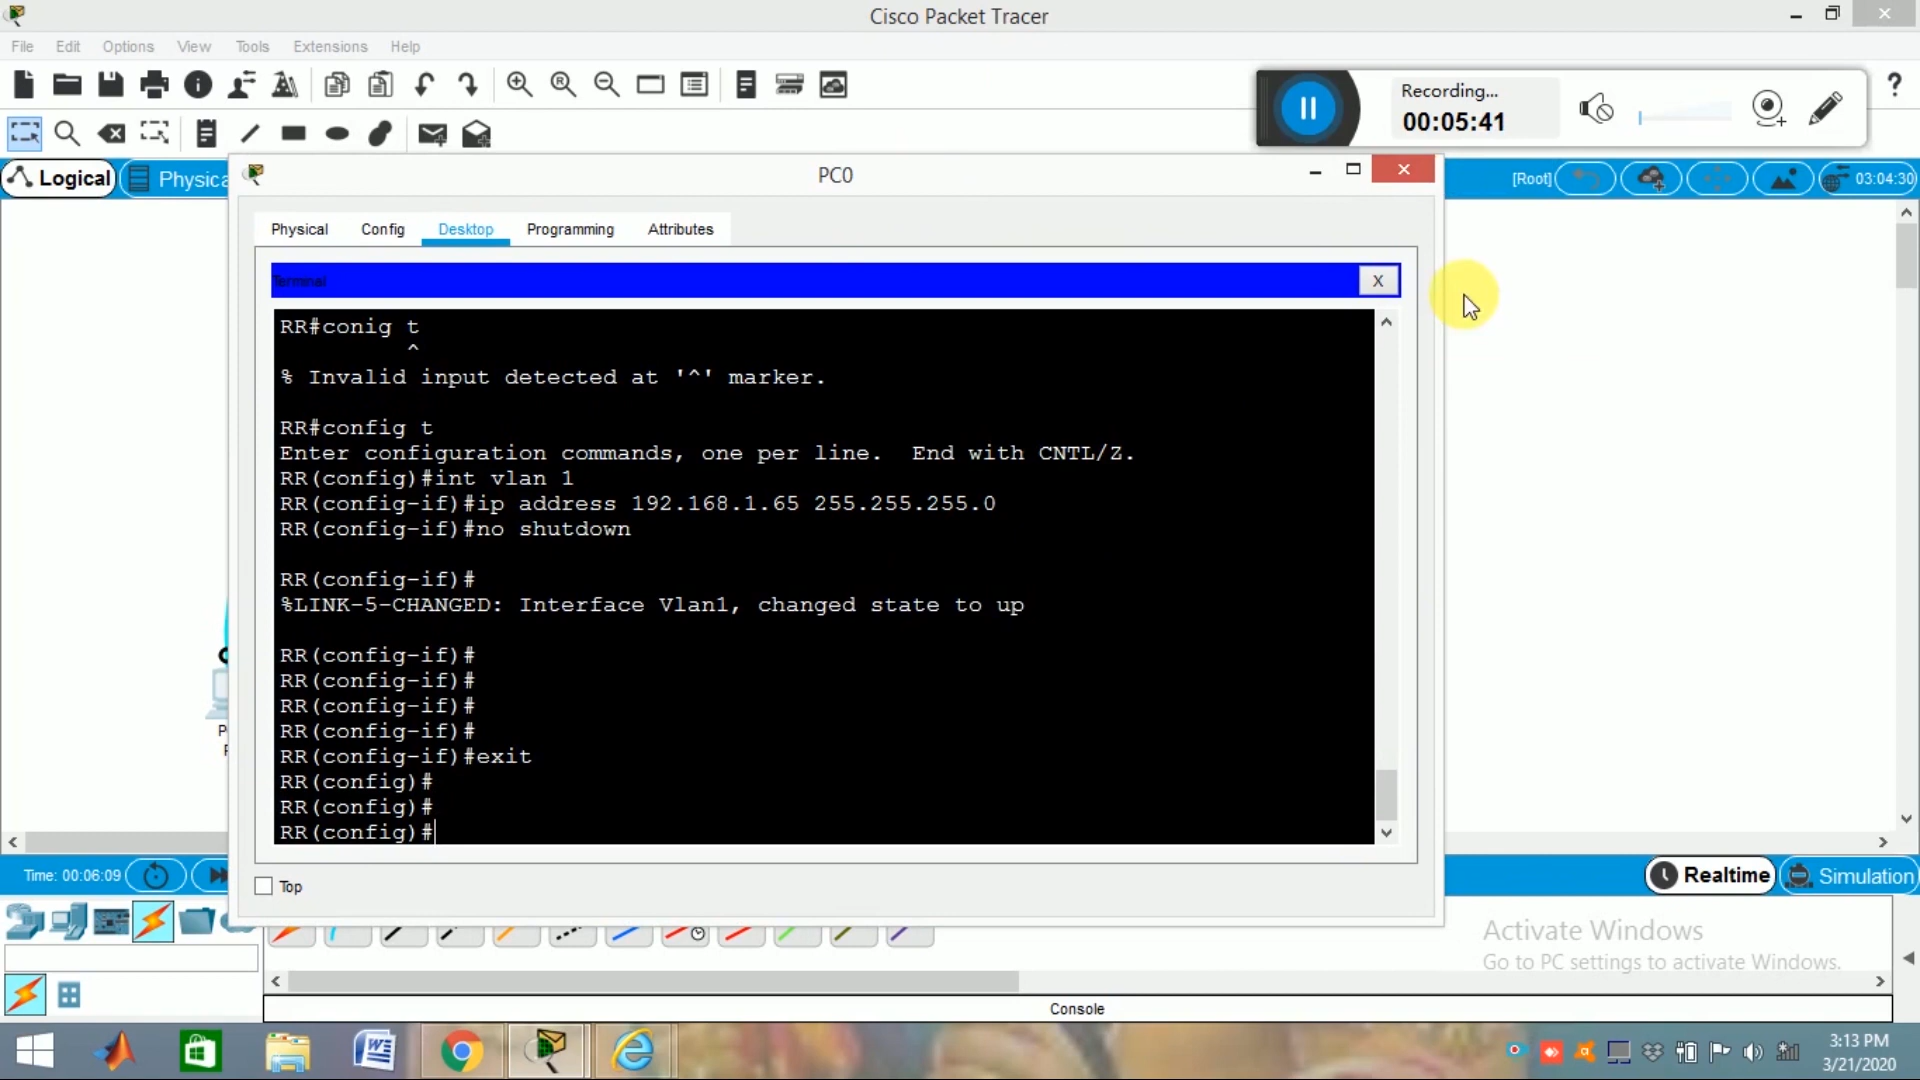 Cisco Packet Tracer
File Edit Options View Tools Extensions Help
Recording...
00:05:41
?
Logical
Physica
PC0
[Root]
03:04:30
Physical Config Desktop Programming Attributes
Terminal
X
RR#conig t
^
% Invalid input detected at '^' marker.
RR#config t
Enter configuration commands, one per line. End with CNTL/Z.
RR(config)#int vlan 1
RR(config-if)#ip address 192.168.1.65 255.255.255.0
RR(config-if)#no shutdown
RR(config-if)#
%LINK-5-CHANGED: Interface Vlan1, changed state to up
RR(config-if)#
RR(config-if)#
RR(config-if)#
RR(config-if)#
RR(config-if)#exit
RR(config)#
RR(config)#
RR(config)#
Top
Time: 00:06:09
Realtime
Simulation
Activate Windows
Go to PC settings to activate Windows.
Console
3:13 PM
3/21/2020